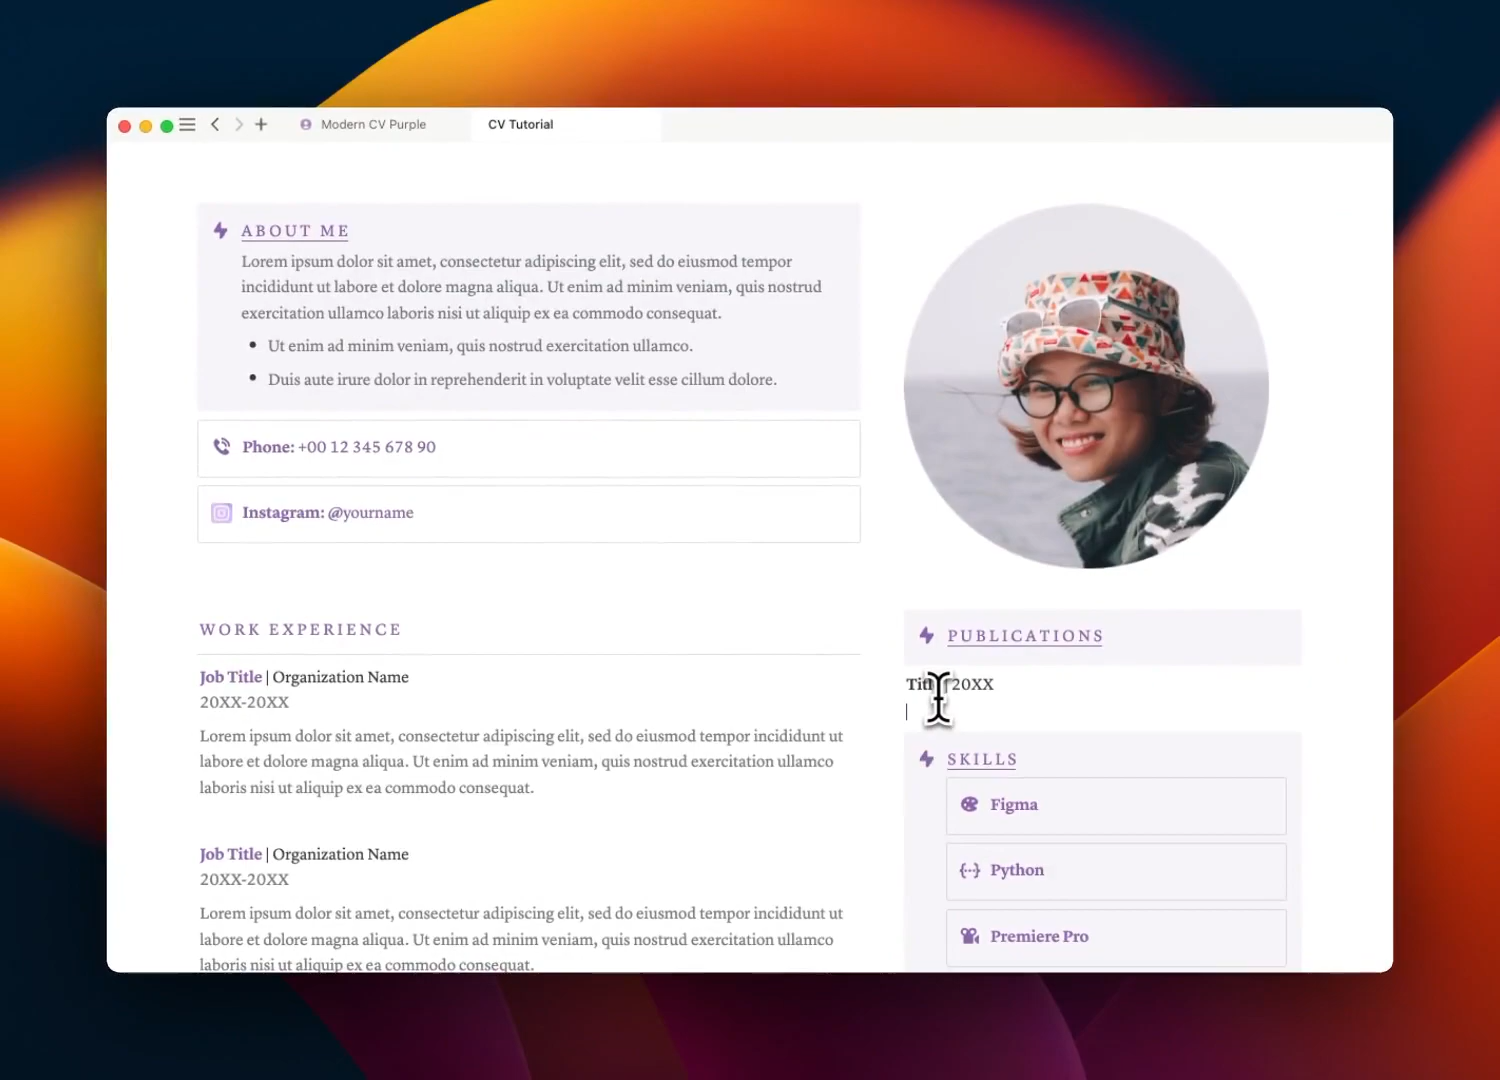 Modern CV Purple
CV Tutorial
ABOUT ME
Lorem ipsum dolor sit amet, consectetur adipiscing elit, sed do eiusmod tempor
incididunt ut labore et dolore magna aliqua. Ut enim ad minim veniam, quis nostrud
exercitation ullamco laboris nisi ut aliquip ex ea commodo consequat.
• Ut enim ad minim veniam, quis nostrud exercitation ullamco.
• Duis aute irure dolor in reprehenderit in voluptate velit esse cillum dolore.
Phone: +00 12 345 678 90
Instagram: @yourname
WORK EXPERIENCE
Job Title | Organization Name
20XX-20XX
Lorem ipsum dolor sit amet, consectetur adipiscing elit, sed do eiusmod tempor incididunt ut
labore et dolore magna aliqua. Ut enim ad minim veniam, quis nostrud exercitation ullamco
laboris nisi ut aliquip ex ea commodo consequat.
Job Title | Organization Name
20XX-20XX
Lorem ipsum dolor sit amet, consectetur adipiscing elit, sed do eiusmod tempor incididunt ut
labore et dolore magna aliqua. Ut enim ad minim veniam, quis nostrud exercitation ullamco
laboris nisi ut aliquip ex ea commodo consequat.
PUBLICATIONS
20XX
SKILLS
Figma
Python
Premiere Pro